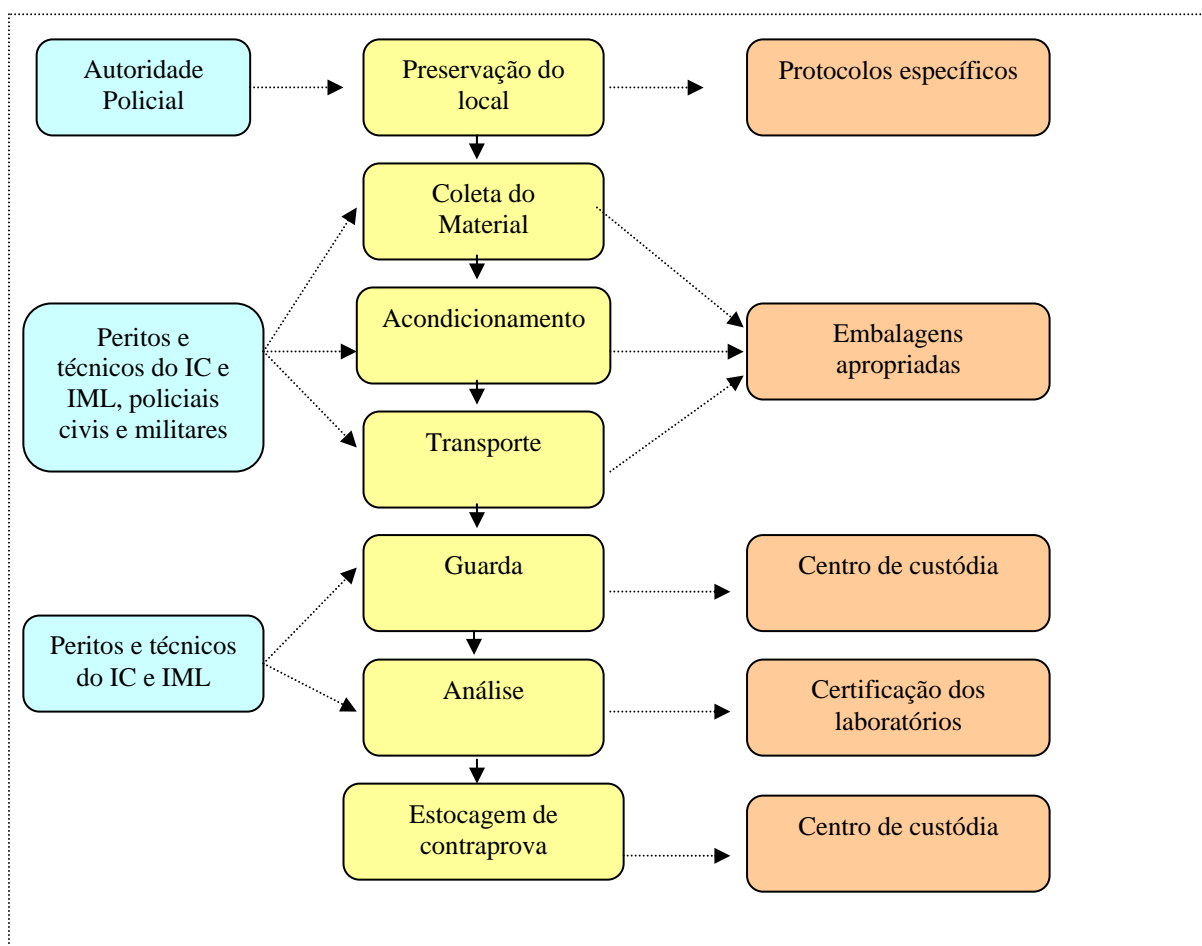 Autoridade
Policial
Preservação do
local
Protocolos específicos
Coleta do
Material
Peritos e
técnicos do IC e
IML, policiais
civis e militares
Acondicionamento
Embalagens
apropriadas
Transporte
Guarda
Centro de custódia
Peritos e técnicos
do IC e IML
Análise
Certificação dos
laboratórios
Estocagem de
contraprova
Centro de custódia